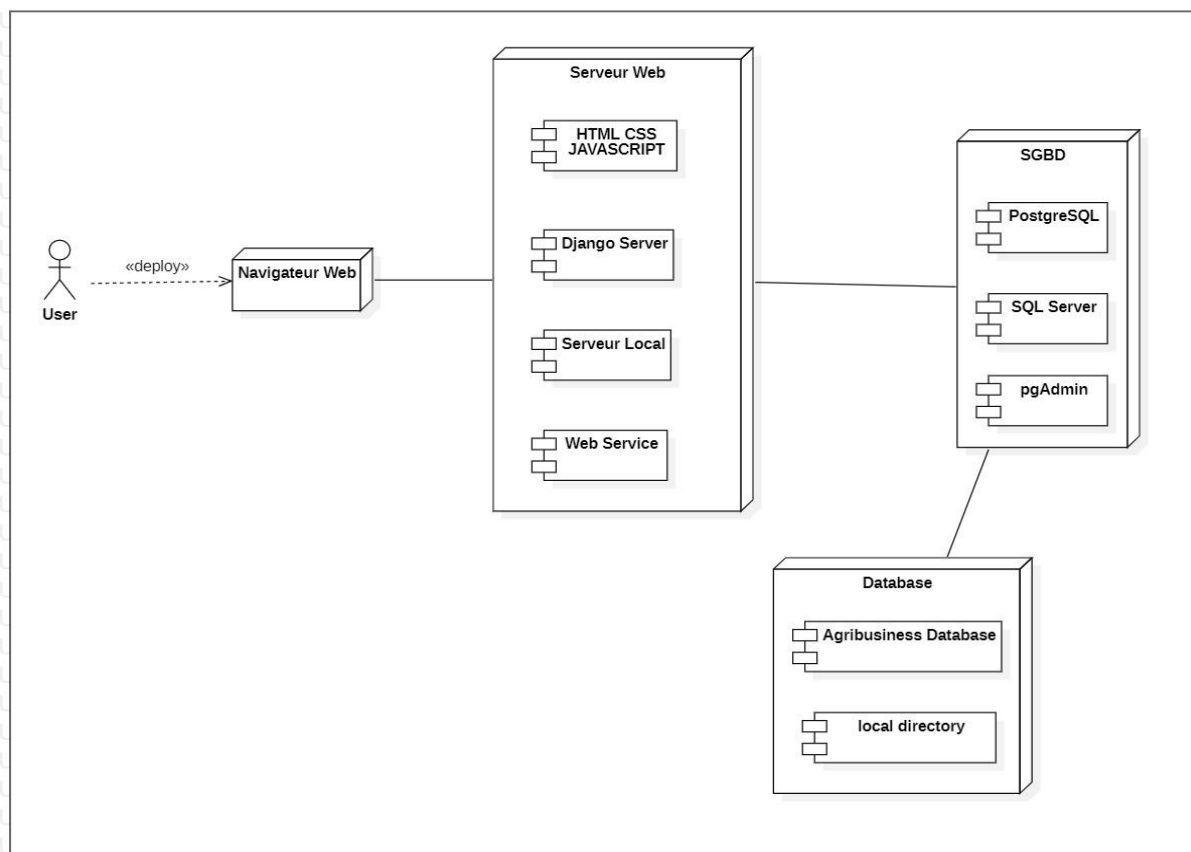 User
«deploy»
Navigateur Web
Serveur Web
HTML CSS
JAVASCRIPT
Django Server
Serveur Local
Web Service
SGBD
PostgreSQL
SQL Server
pgAdmin
Database
Agribusiness Database
local directory